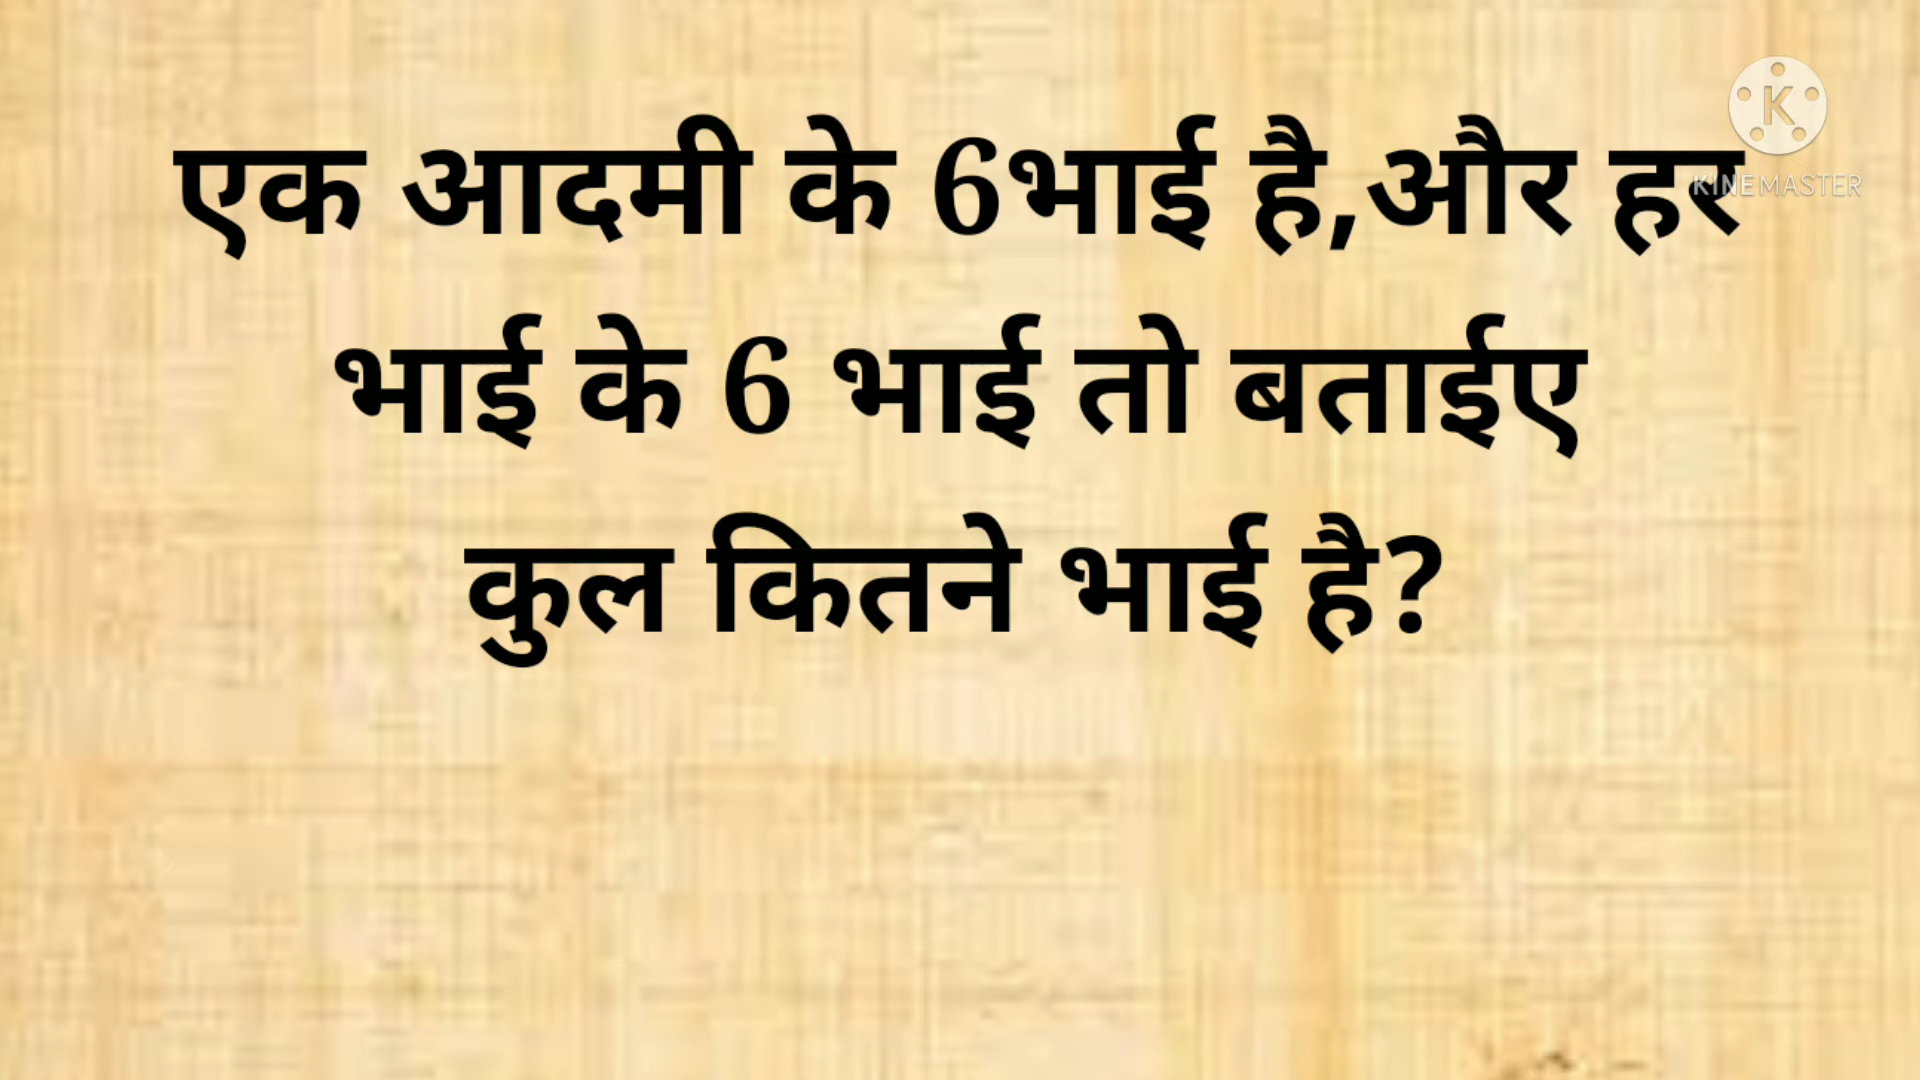 एक आदमी के 6भाई है,और हर
भाई के 6 भाई तो बताईए
कुल कितने भाई है?
K
KINEMASTER